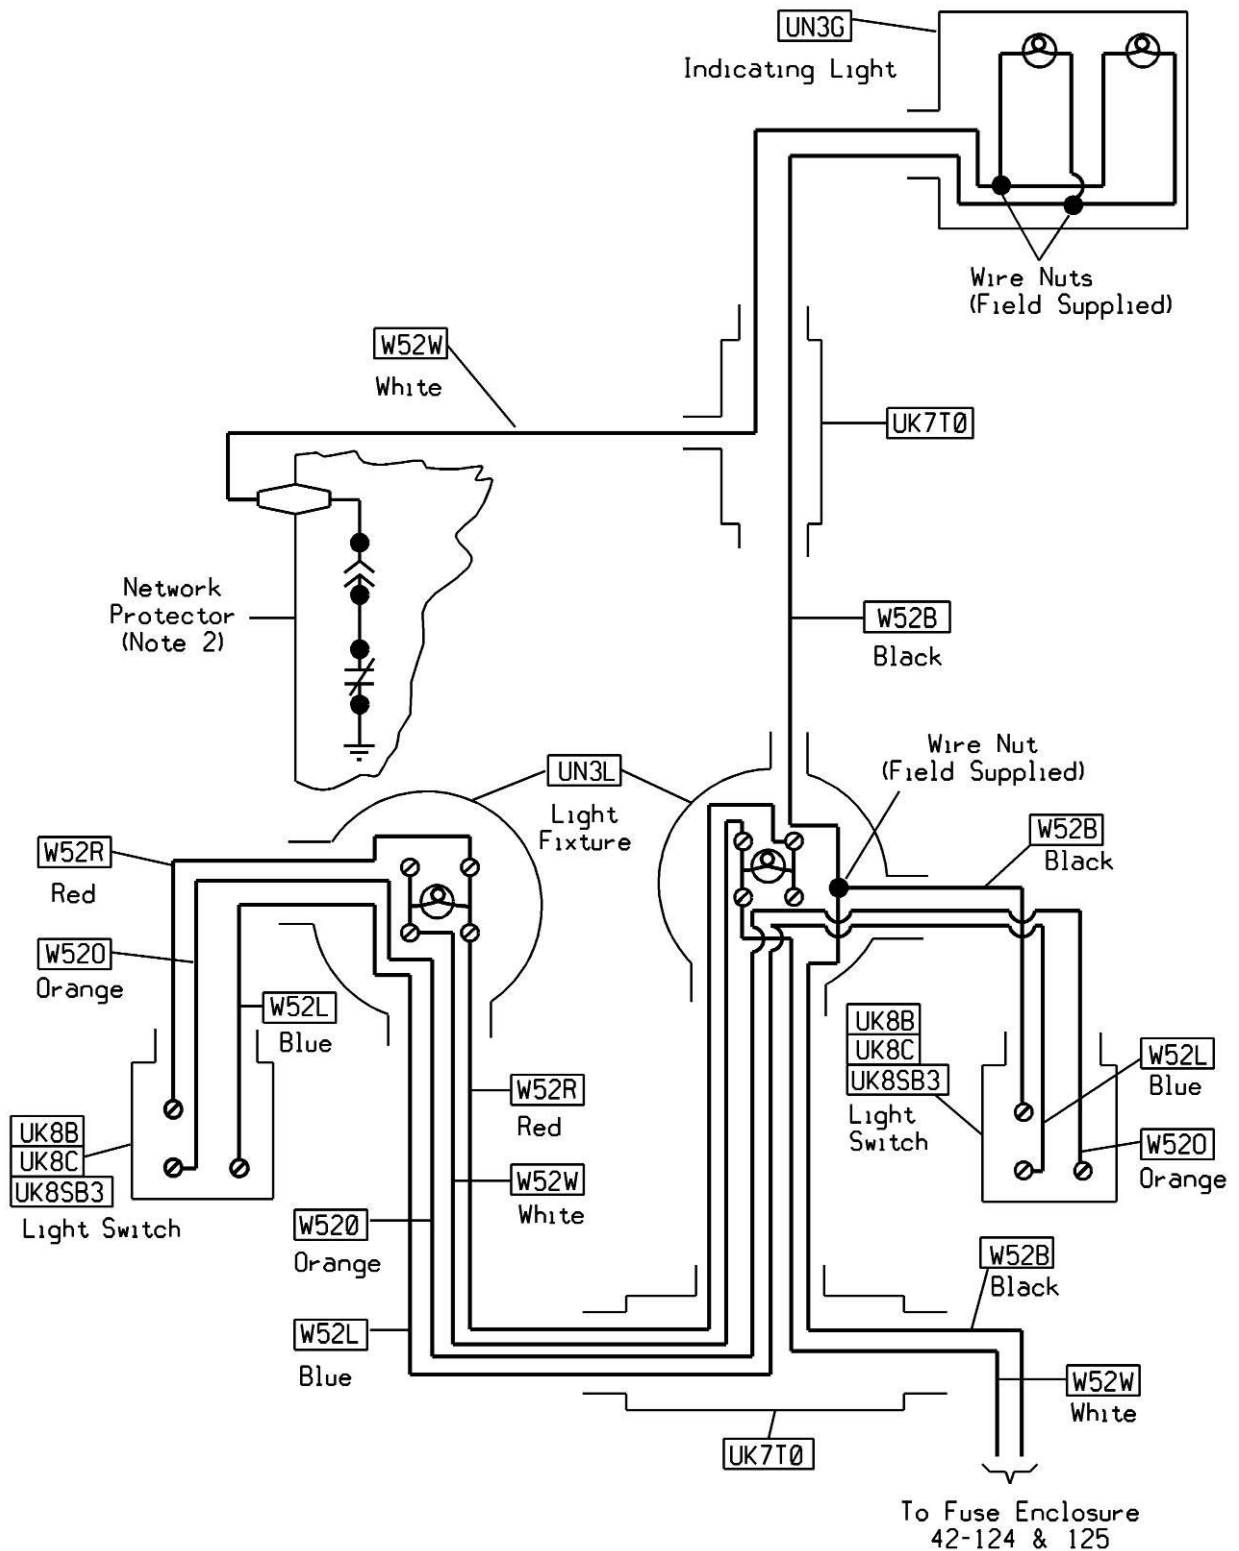 UN3G
Indicating Light
Wire Nuts
(Field Supplied)
W52W
White
UK7TØ
Network
Protector
(Note 2)
W52B
Black
Wire Nut
(Field Supplied)
UN3L
Light
Fixture
W52R
Red
W52B
Black
W52O
Orange
W52L
Blue
UK8B
UK8C
UK8SB3
Light
Switch
W52L
Blue
W52R
Red
UK8B
UK8C
UK8SB3
Light Switch
W52O
Orange
W52W
White
W52Ø
Orange
W52B
Black
W52L
Blue
W52W
White
UK7TØ
To Fuse Enclosure
42-124 & 125